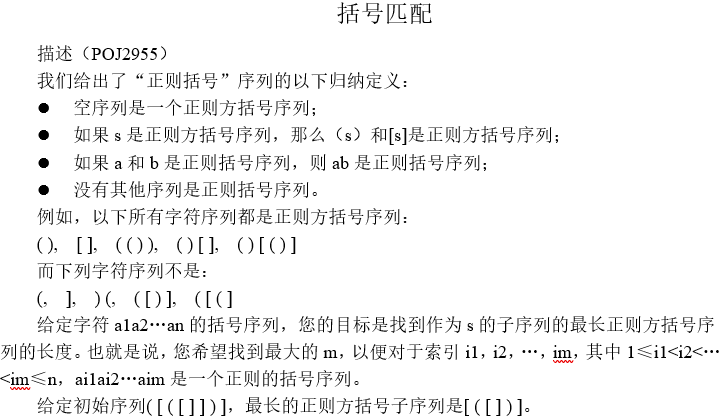 括号匹配
描述（POJ2955）
我们给出了“正则括号”序列的以下归纳定义：
● 空序列是一个正则方括号序列；
● 如果 s 是正则方括号序列，那么（s）和[s]是正则方括号序列；
● 如果 a 和 b 是正则括号序列，则 ab 是正则括号序列；
● 没有其他序列是正则括号序列。
例如，以下所有字符序列都是正则方括号序列：
( ), [ ], ( ( ) ), ( ) [ ], ( ) [ ( ) ]
而下列字符序列不是：
(, ], ) (, ( [ ) ], ( [ ( ]
给定字符 a1a2…an 的括号序列，您的目标是找到作为 s 的子序列的最长正则方括号序
列的长度。也就是说，您希望找到最大的 m，以便对于索引 i1，i2，…，im，其中 1≤i1<i2<…
<im≤n，ai1ai2…aim 是一个正则的括号序列。
给定初始序列( [ ( [ ] ] ) ]，最长的正则方括号子序列是[ ( [ ] ) ]。